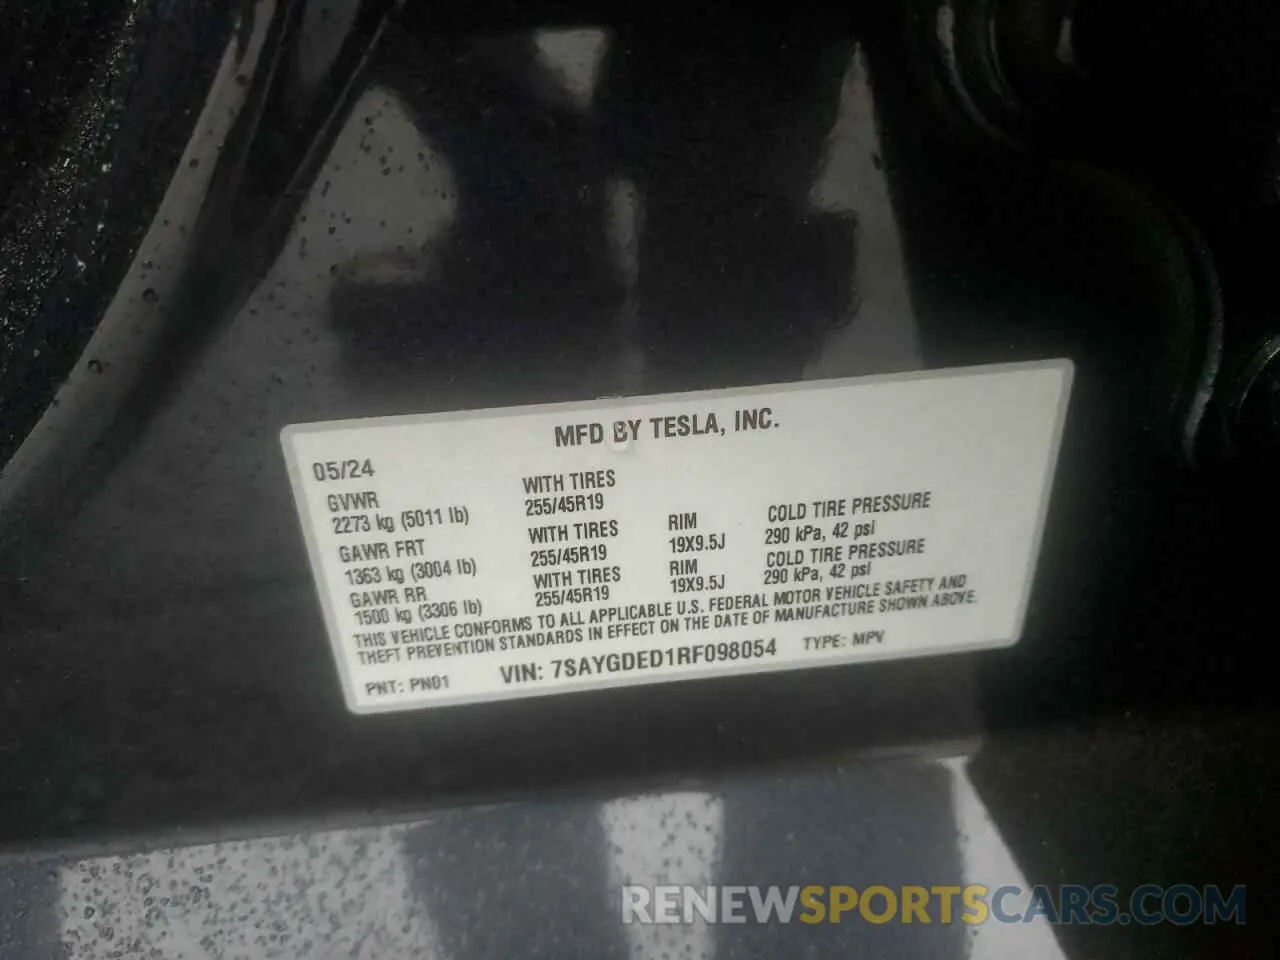 MFD BY TESLA, INC.
05/24
GVWR WITH TIRES
2273 kg (5011 lb) 255/45R19
GAWR FRT WITH TIRES RIM COLD TIRE PRESSURE
1363 kg (3004 lb) 255/45R19 19X9.5J 290 kPa, 42 psi
GAWR RR WITH TIRES RIM COLD TIRE PRESSURE
1500 kg (3306 lb) 255/45R19 19X9.5J 290 kPa, 42 psi
THIS VEHICLE CONFORMS TO ALL APPLICABLE U.S. FEDERAL MOTOR VEHICLE SAFETY AND
THEFT PREVENTION STANDARDS IN EFFECT ON THE DATE OF MANUFACTURE SHOWN ABOVE.
PNT: PN01 VIN: 7SAYGDED1RF098054 TYPE: MPV
RENEWSPORTSCARS.COM